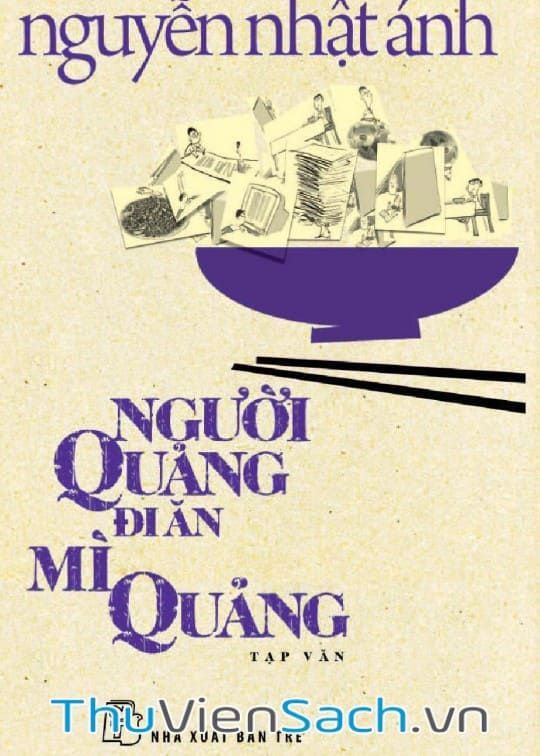 nguyễn nhật ánh
NGƯỜI
QUẢNG
ĐI ĂN
MÌ
QUẢNG
TẠP VĂN
ThuVienSach.vn
NHÀ XUẤT BẢN TRẺ